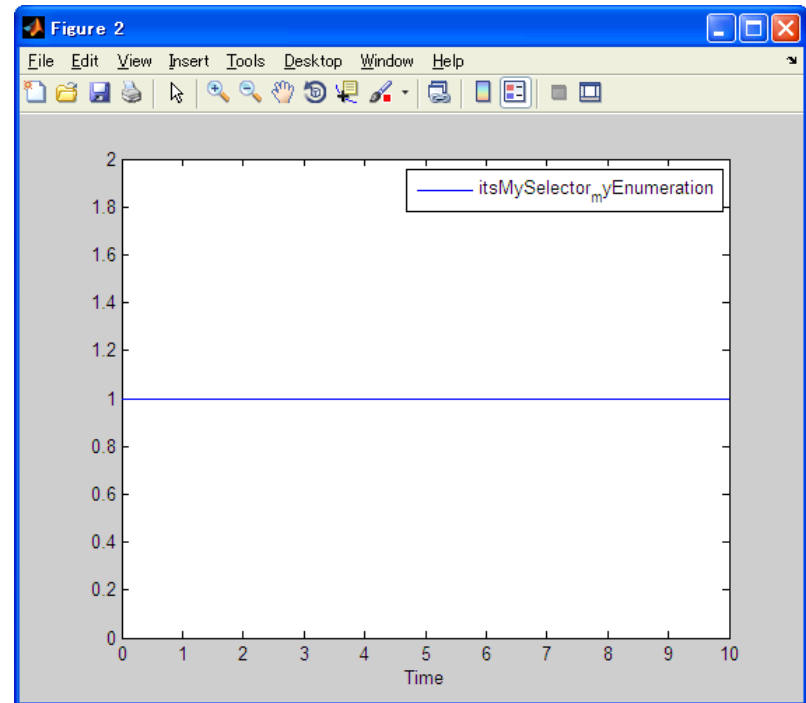 Figure 2
File Edit View Insert Tools Desktop Window Help
itsMySelector_myEnumeration
2
1.8
1.6
1.4
1.2
1
0.8
0.6
0.4
0.2
0
0 1 2 3 4 5 6 7 8 9 10
Time